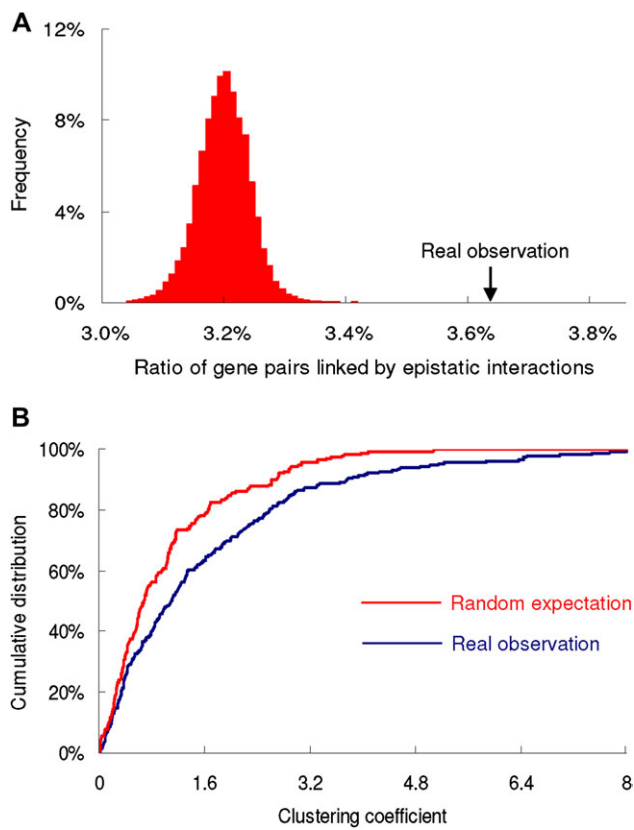 A
12%
8%
4%
0%
Frequency
Real observation
3.0%
3.2%
3.4%
3.6%
3.8%
Ratio of gene pairs linked by epistatic interactions
B
100%
80%
60%
40%
20%
0%
Cumulative distribution
Random expectation
Real observation
0
1.6
3.2
4.8
6.4
8
Clustering coefficient